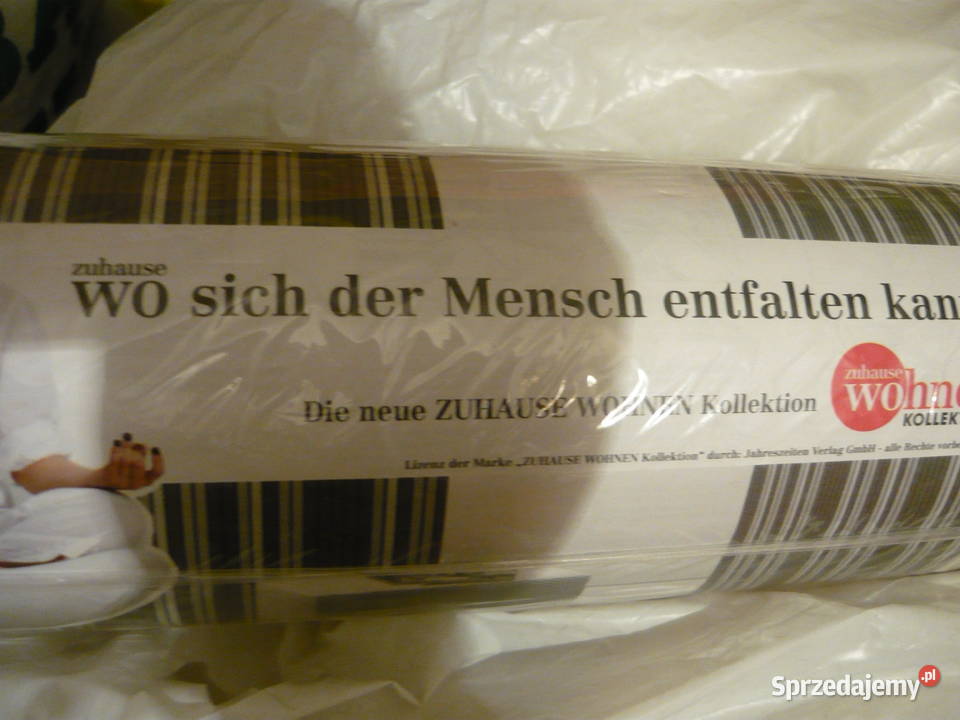 zuhause
wo sich der Mensch entfalten kann
Die neue ZUHAUSE WOHNEN Kollektion
zuhause
wohne
KOLLEK
Lizenz der Marke „ZUHAUSE WOHNEN Kollektion" durch: Jahreszeiten Verlag GmbH - alle Rechte vorbe
Sprzedajemy.pl